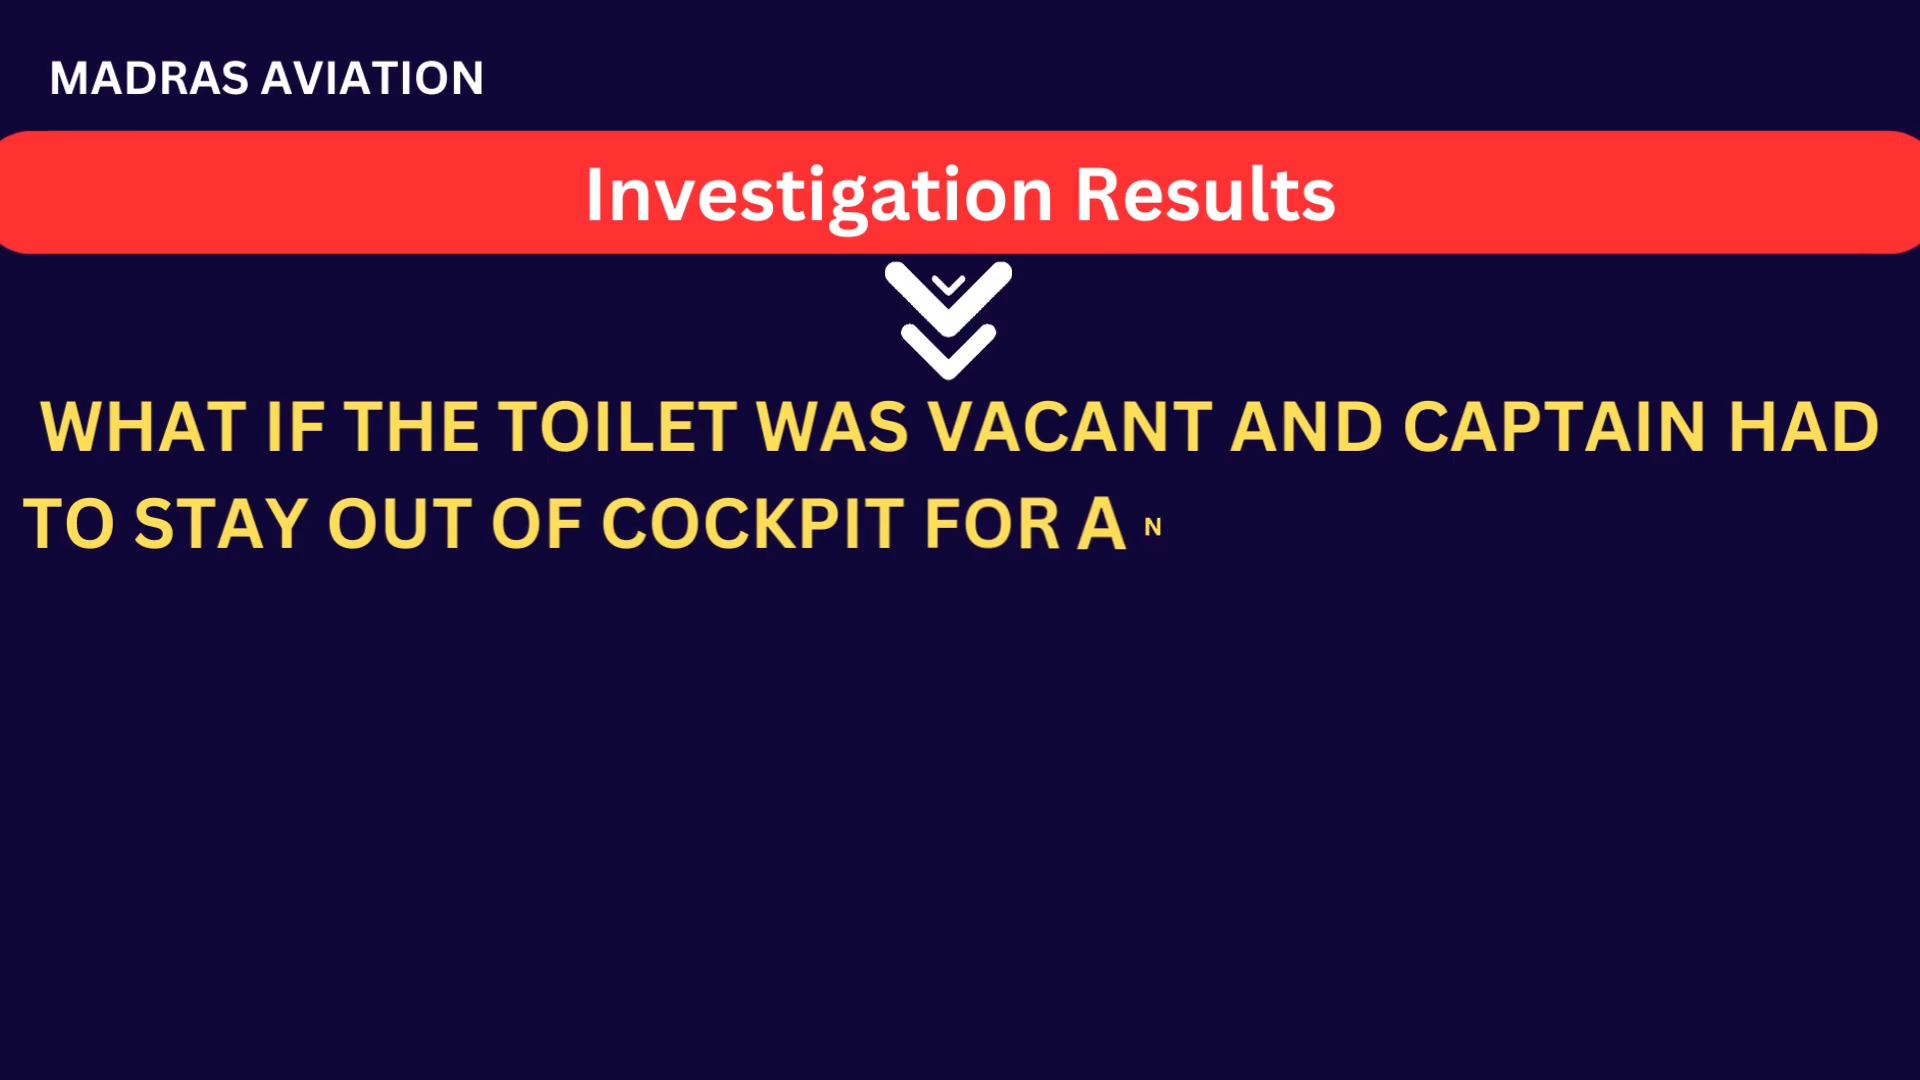 MADRAS AVIATION
Investigation Results
WHAT IF THE TOILET WAS VACANT AND CAPTAIN HAD
TO STAY OUT OF COCKPIT FOR A N